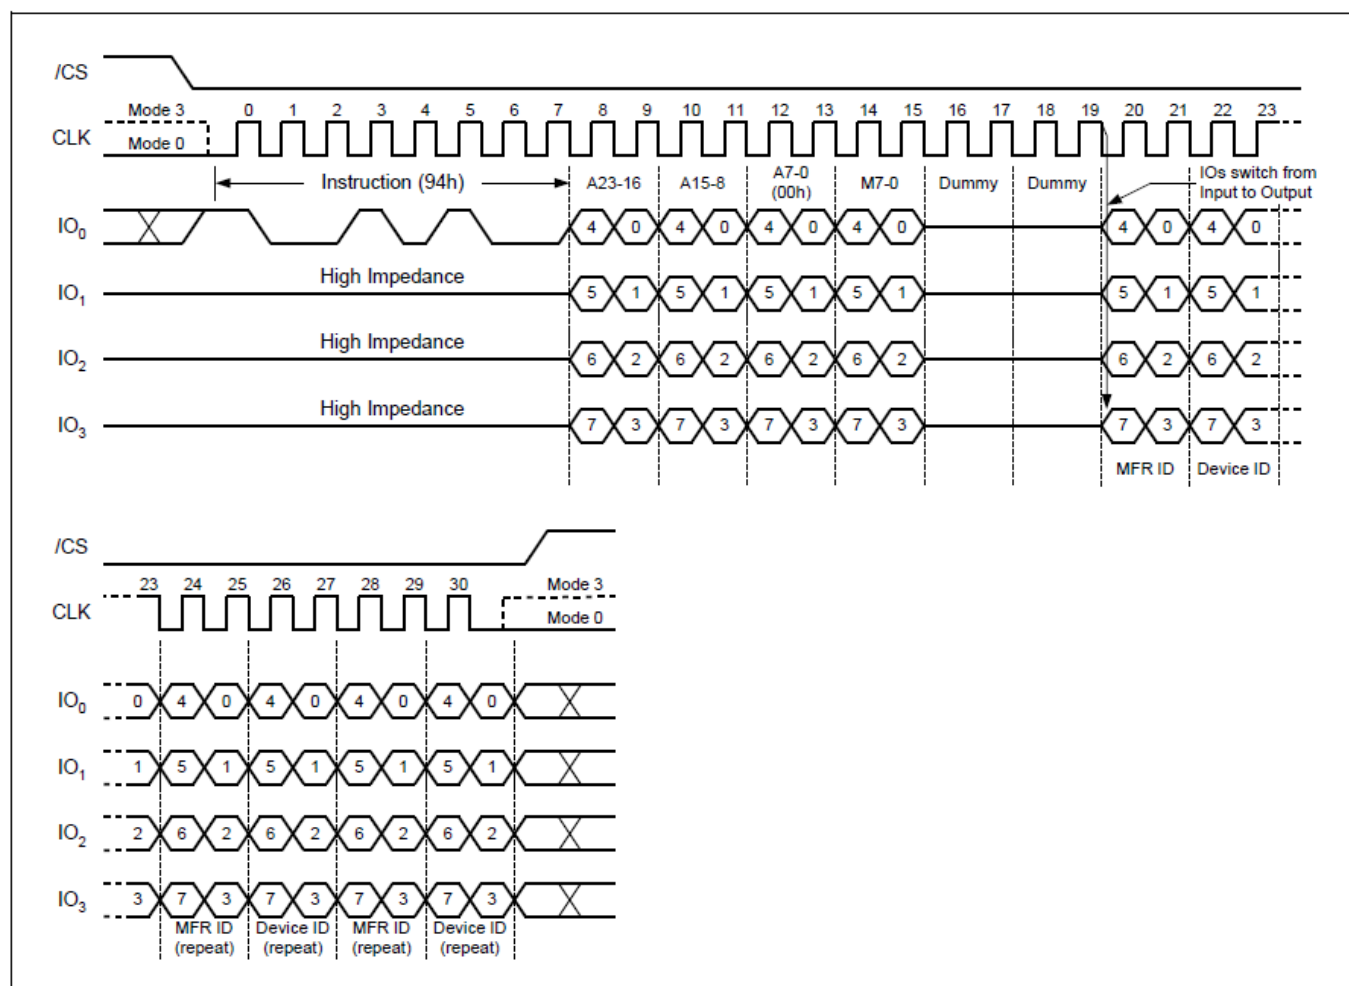 /CS
Mode 3
0 1 2 3 4 5 6 7 8 9 10 11 12 13 14 15 16 17 18 19 20 21 22 23
CLK
Mode 0
Instruction (94h)
A23-16
A15-8
A7-0
(00h)
M7-0
Dummy
Dummy
IOs switch from
Input to Output
IO0
4 0 4 0 4 0 4 0 4 0 4 0
High Impedance
IO1
5 1 5 1 5 1 5 1 5 1 5 1
High Impedance
IO2
6 2 6 2 6 2 6 2 6 2 6 2
High Impedance
IO3
7 3 7 3 7 3 7 3 7 3 7 3
MFR ID
Device ID
/CS
23 24 25 26 27 28 29 30
Mode 3
CLK
Mode 0
IO0
0 4 0 4 0 4 0 4 0
IO1
1 5 1 5 1 5 1 5 1
IO2
2 6 2 6 2 6 2 6 2
IO3
3 7 3 7 3 7 3 7 3
MFR ID
(repeat)
Device ID
(repeat)
MFR ID
(repeat)
Device ID
(repeat)